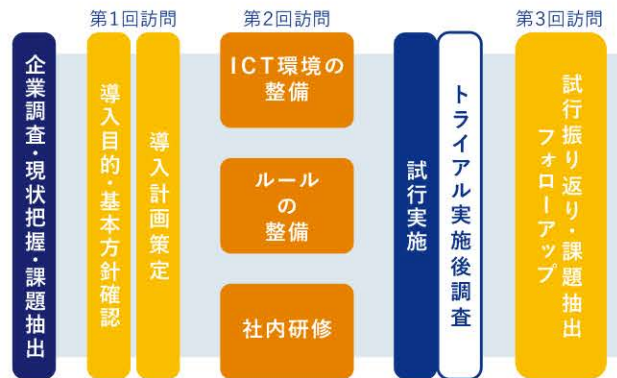 第1回訪問
第2回訪問
第3回訪問
企業調査・現状把握・課題抽出
導入目的・基本方針確認
導入計画策定
ICT環境の
整備
ルール
の
整備
社内研修
試行実施
トライアル実施後調査
試行振り返り・課題抽出
フォローアップ